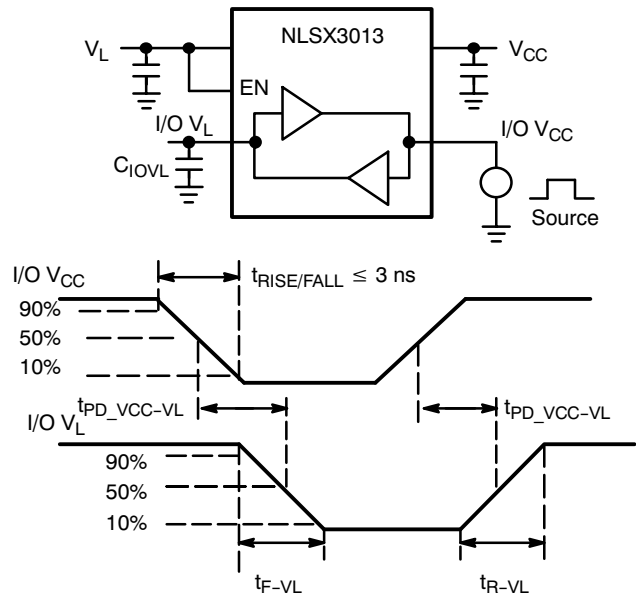 NLSX3013
V_L
V_CC
EN
I/O V_L
I/O V_CC
C_IOVL
Source
I/O V_CC
t_RISE/FALL ≤ 3 ns
90%
50%
10%
t_PD_VCC-VL
t_PD_VCC-VL
I/O V_L
90%
50%
10%
t_F-VL
t_R-VL